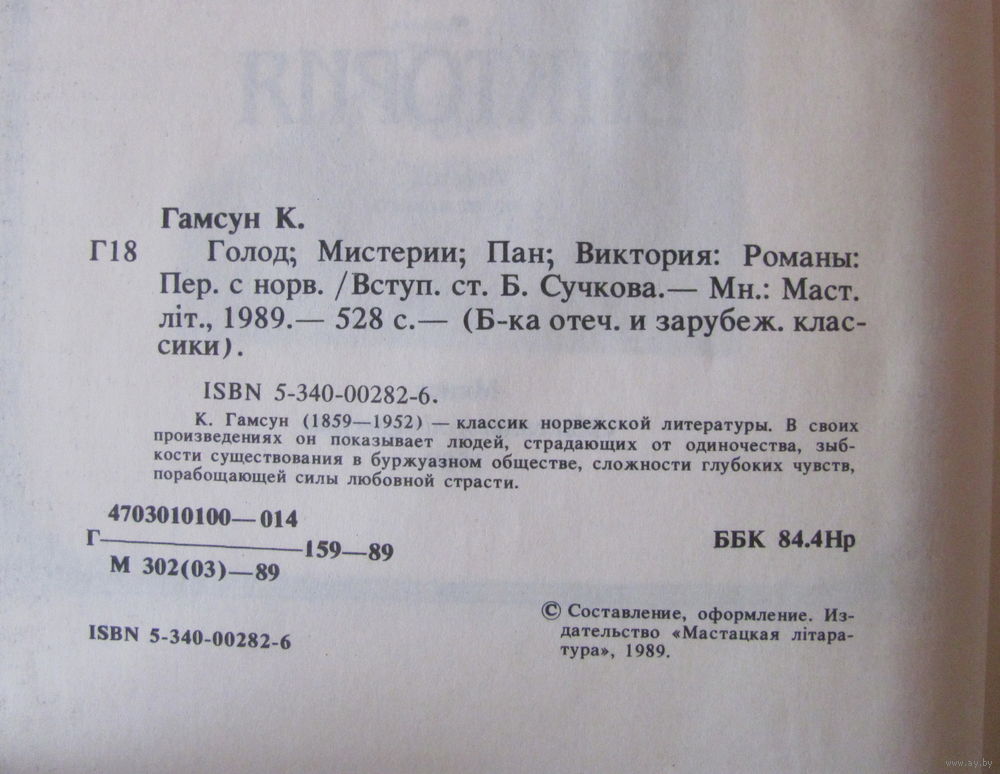 Гамсун К.
Г18 Голод; Мистерии; Пан; Виктория: Романы:
Пер. с норв. /Вступ. ст. Б. Сучкова.— Мн.: Маст.
літ., 1989.— 528 с.— (Б-ка отеч. и зарубеж. клас-
сики).
ISBN 5-340-00282-6.
К. Гамсун (1859—1952) — классик норвежской литературы. В своих
произведениях он показывает людей, страдающих от одиночества, зыб-
кости существования в буржуазном обществе, сложности глубоких чувств,
порабощающей силы любовной страсти.
4703010100—014
Г—————159—89
М 302(03)—89
ББК 84.4Нр
ISBN 5-340-00282-6
© Составление, оформление. Из-
дательство «Мастацкая літара-
тура», 1989.
www.ay.by